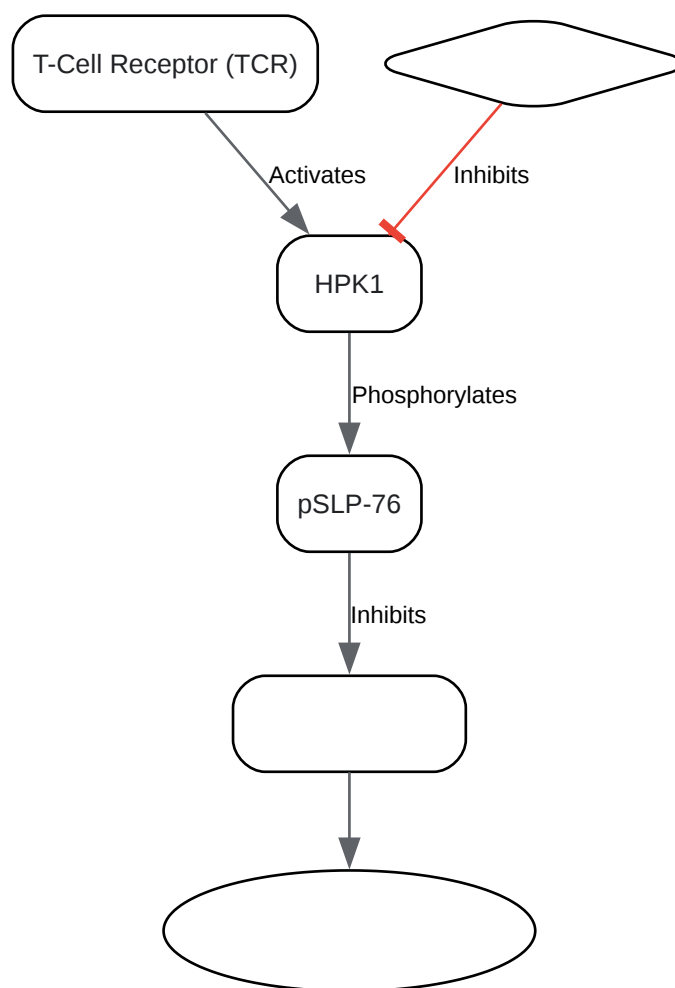 T-Cell Receptor (TCR)
Activates
Inhibits
HPK1
Phosphorylates
pSLP-76
Inhibits